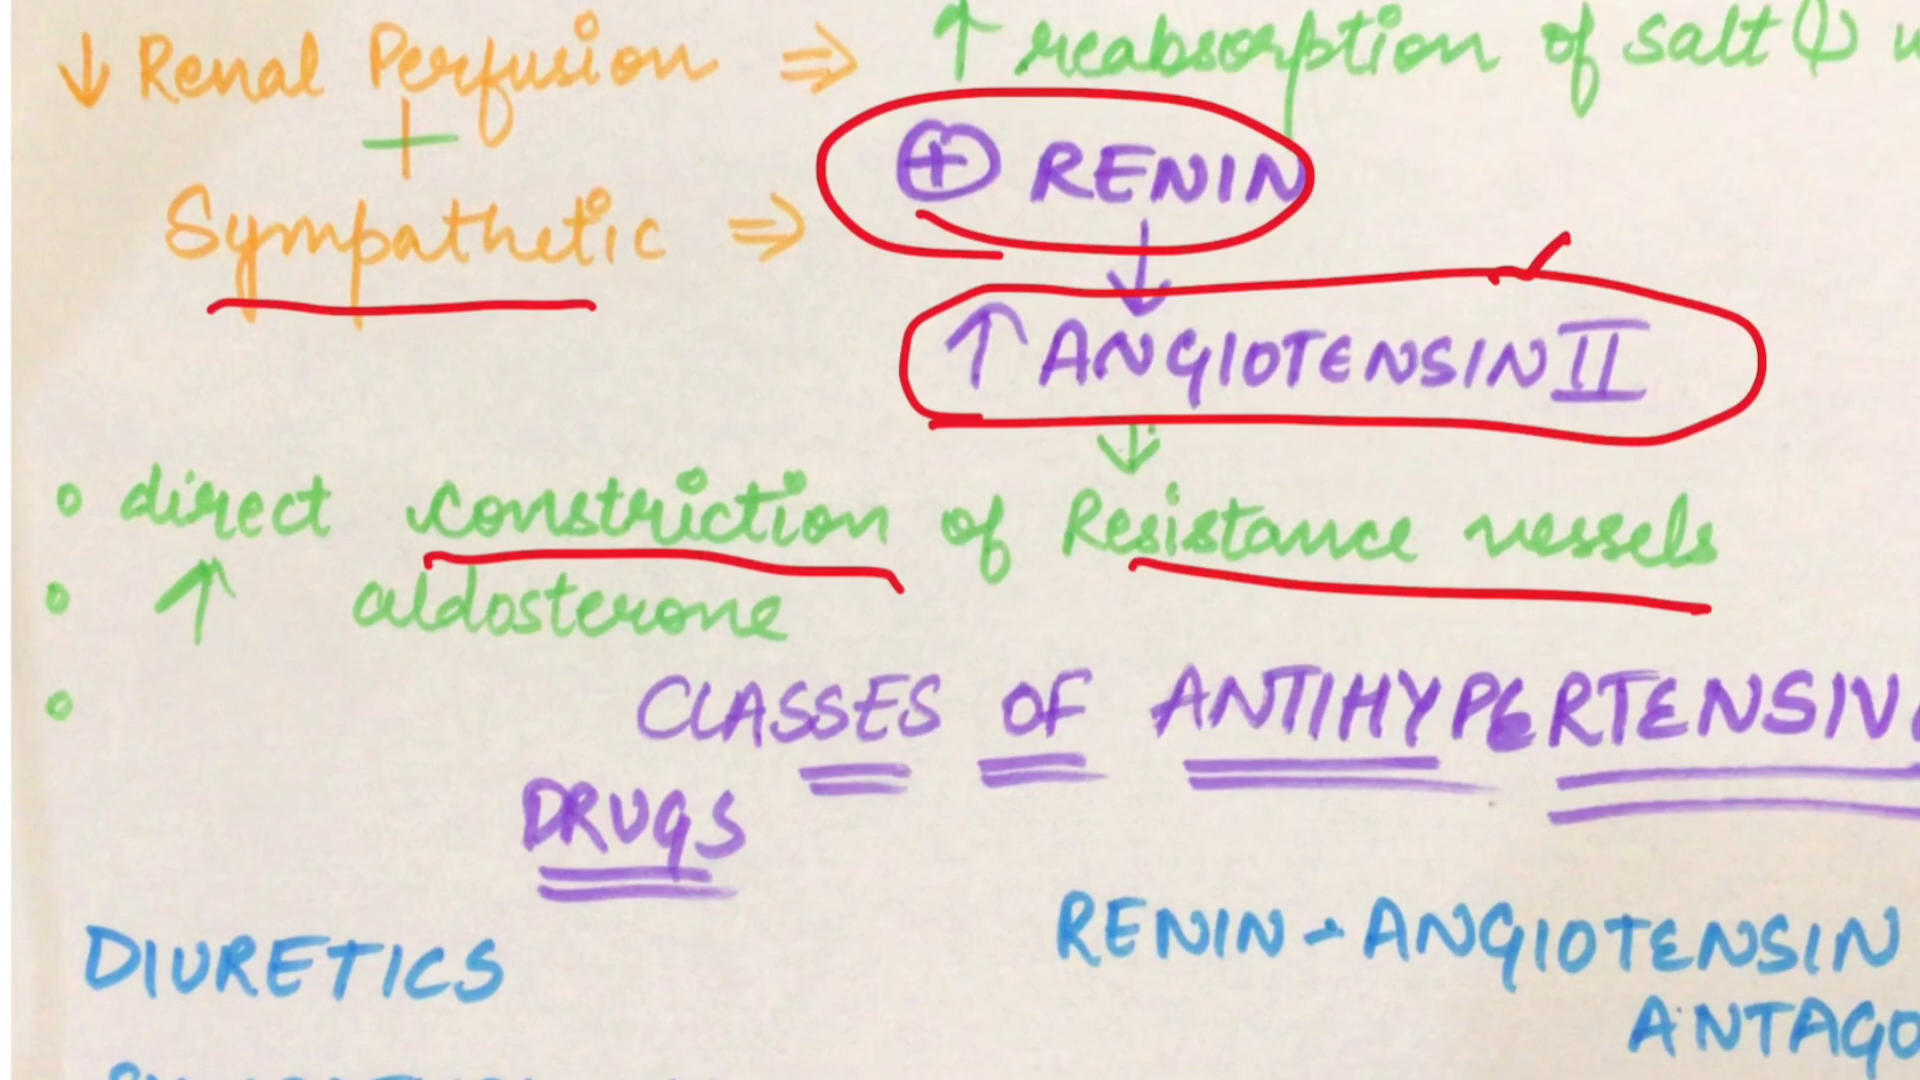 ↓ Renal Perfusion ⇒ ↑ reabsorption of salt
+
Sympathetic ⇒ ⊕ RENIN
↓
↑ ANGIOTENSIN II
↓
° direct constriction of Resistance vessels
° ↑ aldosterone
°
CLASSES OF ANTIHYPERTENSIV
DRUGS
DIURETICS
RENIN - ANGIOTENSIN
ANTAGO